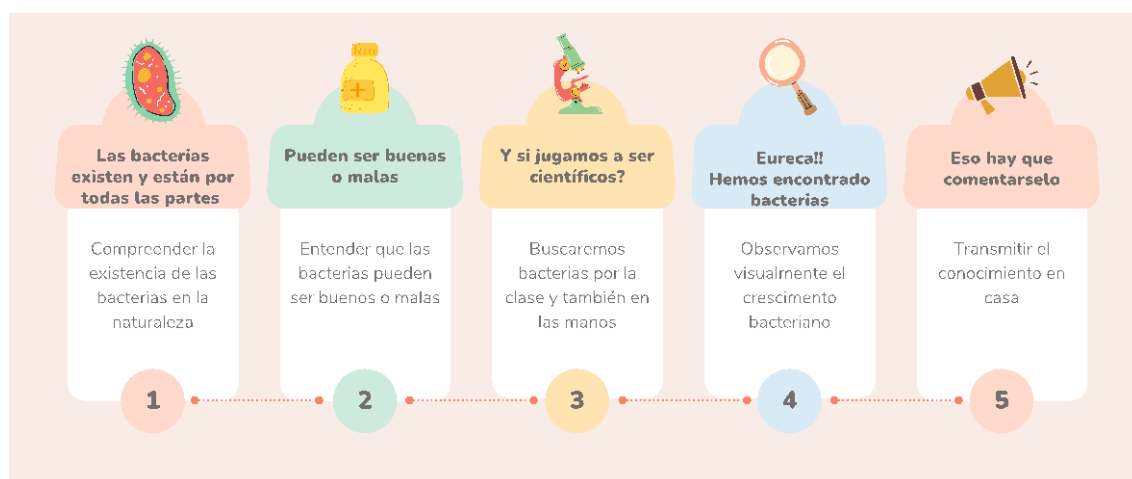 Las bacterias
existen y están por
todas las partes
Compreender la
existencia de las
bacterias en la
naturaleza
1
Pueden ser buenas
o malas
Entender que las
bacterias pueden
ser buenos o malas
2
Y si jugamos a ser
científicos?
Buscaremos
bacterias por la
clase y también en
las manos
3
Eureca!!
Hemos encontrado
bacterias
Observamos
visualmente el
crescimento
bacteriano
4
Eso hay que
comentarselo
Transmitir el
conocimiento en
casa
5